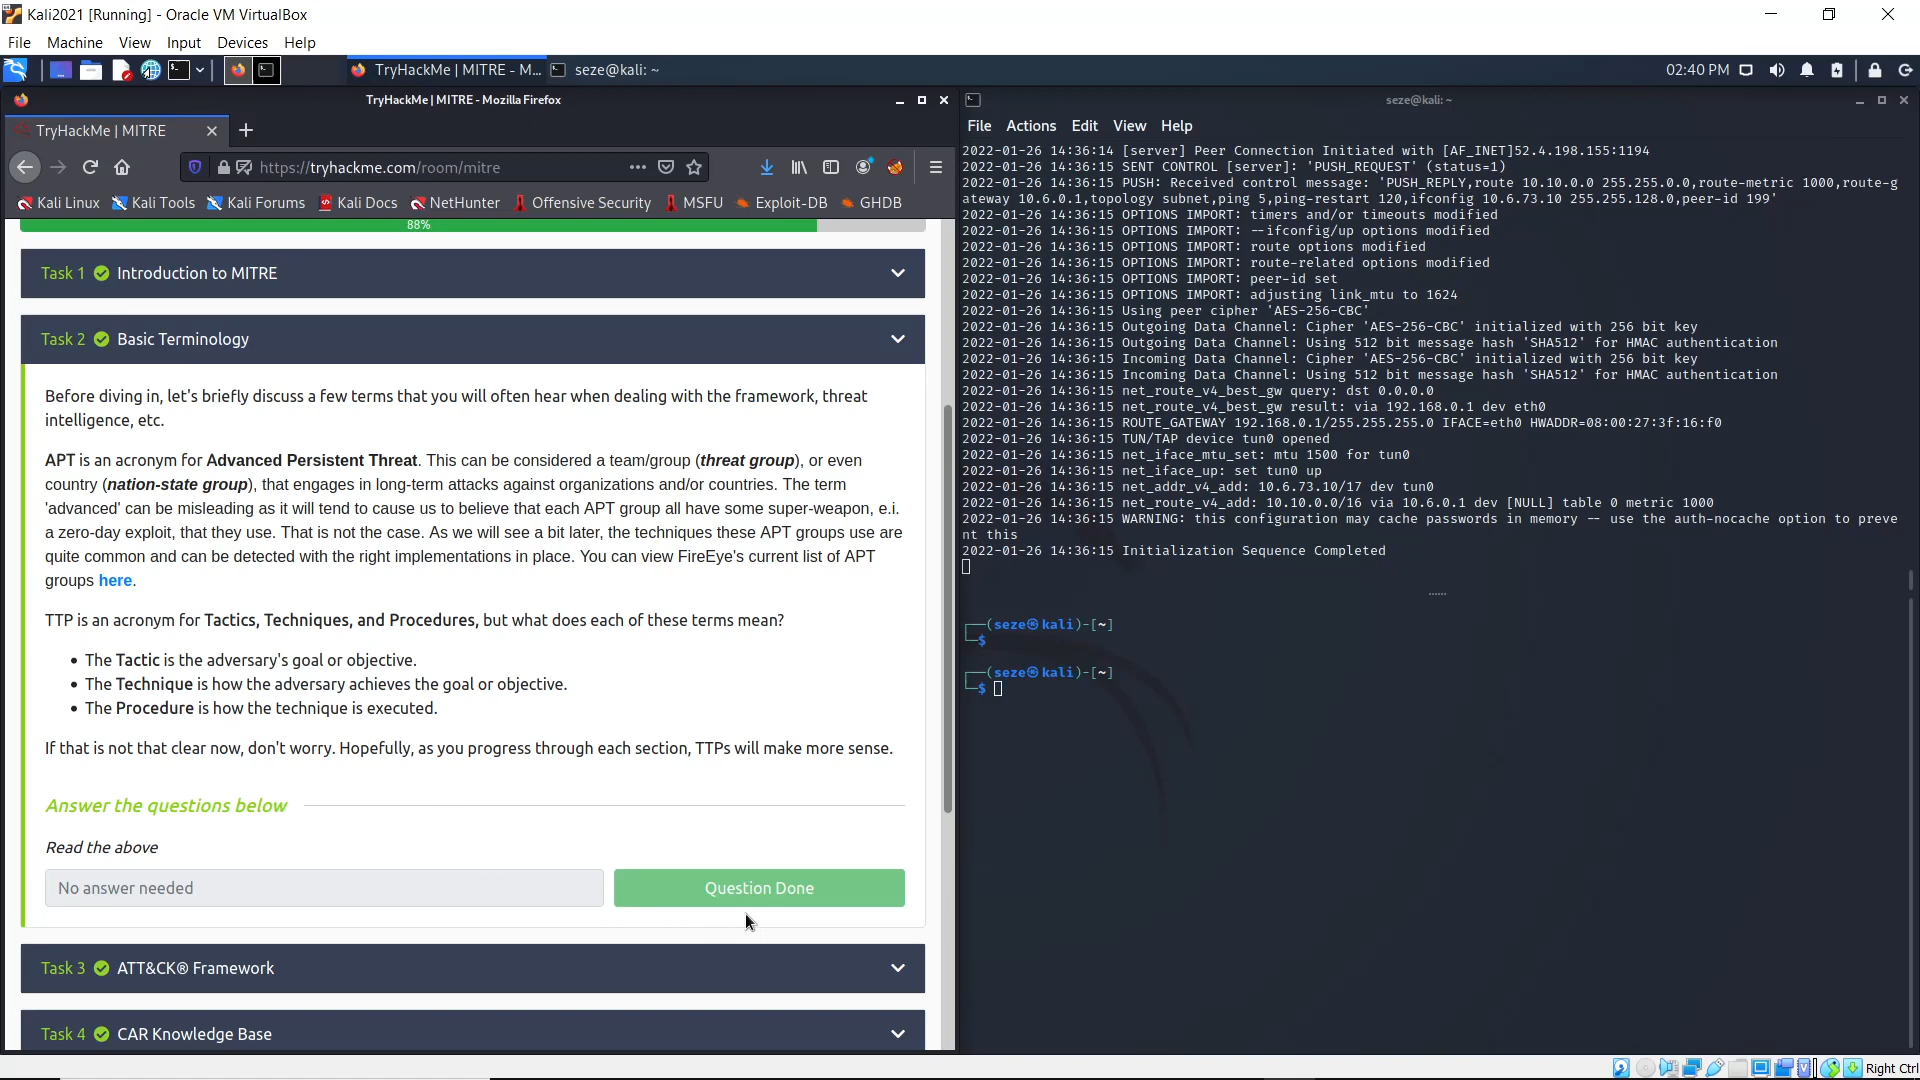 Kali2021 [Running] - Oracle VM VirtualBox
File Machine View Input Devices Help
TryHackMe | MITRE - M... seze@kali: ~ 02:40 PM
TryHackMe | MITRE - Mozilla Firefox
TryHackMe | MITRE
https://tryhackme.com/room/mitre
Kali Linux Kali Tools Kali Forums Kali Docs NetHunter Offensive Security MSFU Exploit-DB GHDB
88%
Task 1 Introduction to MITRE
Task 2 Basic Terminology
Before diving in, let's briefly discuss a few terms that you will often hear when dealing with the framework, threat
intelligence, etc.
APT is an acronym for Advanced Persistent Threat. This can be considered a team/group (threat group), or even
country (nation-state group), that engages in long-term attacks against organizations and/or countries. The term
'advanced' can be misleading as it will tend to cause us to believe that each APT group all have some super-weapon, e.i.
a zero-day exploit, that they use. That is not the case. As we will see a bit later, the techniques these APT groups use are
quite common and can be detected with the right implementations in place. You can view FireEye's current list of APT
groups here.
TTP is an acronym for Tactics, Techniques, and Procedures, but what does each of these terms mean?
• The Tactic is the adversary's goal or objective.
• The Technique is how the adversary achieves the goal or objective.
• The Procedure is how the technique is executed.
If that is not that clear now, don't worry. Hopefully, as you progress through each section, TTPs will make more sense.
Answer the questions below
Read the above
No answer needed Question Done
Task 3 ATT&CK® Framework
Task 4 CAR Knowledge Base
seze@kali: ~
File Actions Edit View Help
2022-01-26 14:36:14 [server] Peer Connection Initiated with [AF_INET]52.4.198.155:1194
2022-01-26 14:36:15 SENT CONTROL [server]: 'PUSH_REQUEST' (status=1)
2022-01-26 14:36:15 PUSH: Received control message: 'PUSH_REPLY,route 10.10.0.0 255.255.0.0,route-metric 1000,route-g
ateway 10.6.0.1,topology subnet,ping 5,ping-restart 120,ifconfig 10.6.73.10 255.255.128.0,peer-id 199'
2022-01-26 14:36:15 OPTIONS IMPORT: timers and/or timeouts modified
2022-01-26 14:36:15 OPTIONS IMPORT: --ifconfig/up options modified
2022-01-26 14:36:15 OPTIONS IMPORT: route options modified
2022-01-26 14:36:15 OPTIONS IMPORT: route-related options modified
2022-01-26 14:36:15 OPTIONS IMPORT: peer-id set
2022-01-26 14:36:15 OPTIONS IMPORT: adjusting link_mtu to 1624
2022-01-26 14:36:15 Using peer cipher 'AES-256-CBC'
2022-01-26 14:36:15 Outgoing Data Channel: Cipher 'AES-256-CBC' initialized with 256 bit key
2022-01-26 14:36:15 Outgoing Data Channel: Using 512 bit message hash 'SHA512' for HMAC authentication
2022-01-26 14:36:15 Incoming Data Channel: Cipher 'AES-256-CBC' initialized with 256 bit key
2022-01-26 14:36:15 Incoming Data Channel: Using 512 bit message hash 'SHA512' for HMAC authentication
2022-01-26 14:36:15 net_route_v4_best_gw query: dst 0.0.0.0
2022-01-26 14:36:15 net_route_v4_best_gw result: via 192.168.0.1 dev eth0
2022-01-26 14:36:15 ROUTE_GATEWAY 192.168.0.1/255.255.255.0 IFACE=eth0 HWADDR=08:00:27:3f:16:f0
2022-01-26 14:36:15 TUN/TAP device tun0 opened
2022-01-26 14:36:15 net_iface_mtu_set: mtu 1500 for tun0
2022-01-26 14:36:15 net_iface_up: set tun0 up
2022-01-26 14:36:15 net_addr_v4_add: 10.6.73.10/17 dev tun0
2022-01-26 14:36:15 net_route_v4_add: 10.10.0.0/16 via 10.6.0.1 dev [NULL] table 0 metric 1000
2022-01-26 14:36:15 WARNING: this configuration may cache passwords in memory -- use the auth-nocache option to preve
nt this
2022-01-26 14:36:15 Initialization Sequence Completed
┌──(seze㉿kali)-[~]
└─$
┌──(seze㉿kali)-[~]
└─$
Right Ctrl